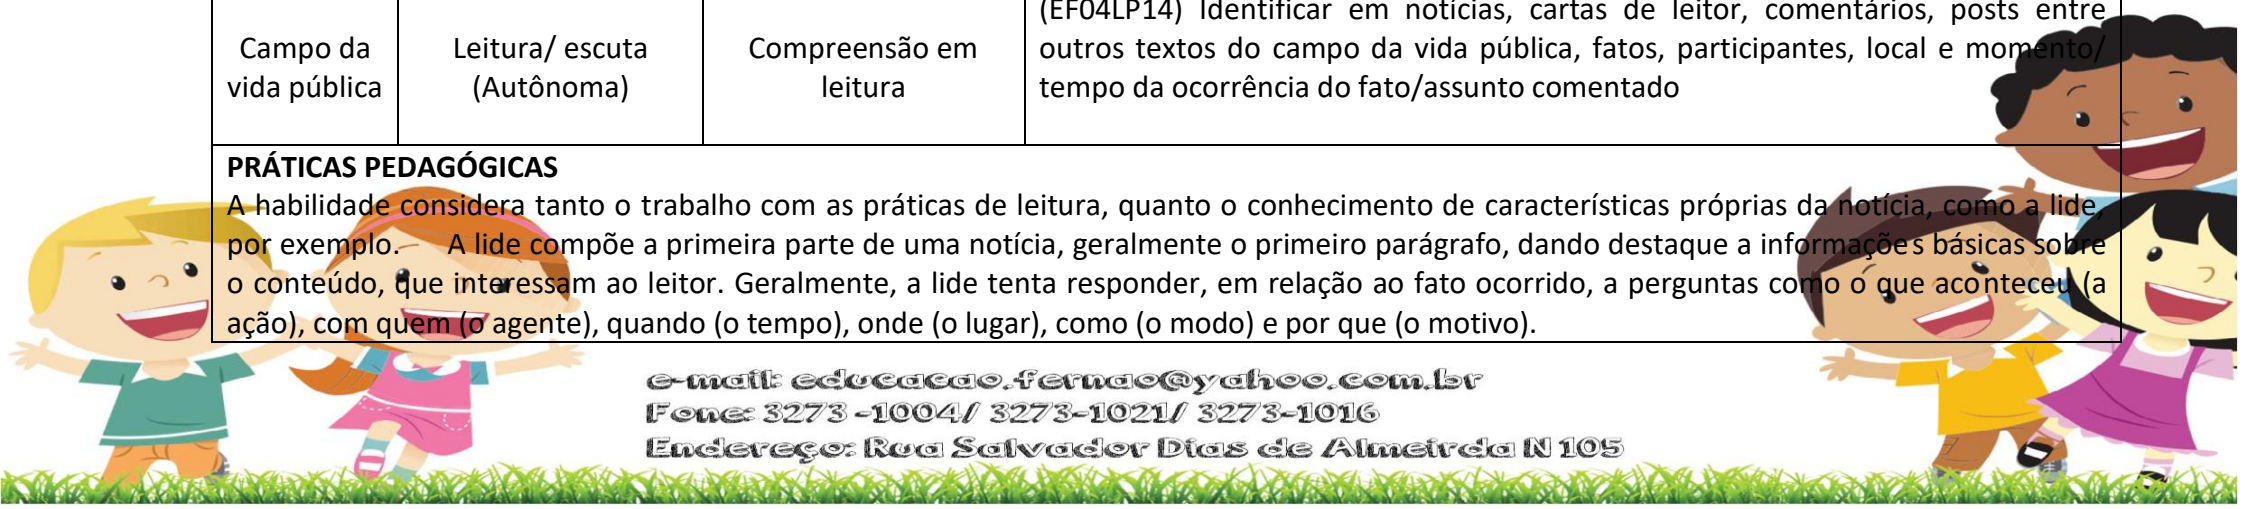 (EF04LP14) Identificar em notícias, cartas de leitor, comentários, posts entre
Campo da
vida pública
Leitura/ escuta
(Autônoma)
Compreensão em
leitura
outros textos do campo da vida pública, fatos, participantes, local e momento/
tempo da ocorrência do fato/assunto comentado
PRÁTICAS PEDAGÓGICAS
A habilidade considera tanto o trabalho com as práticas de leitura, quanto o conhecimento de características próprias da notícia, como a lide,
por exemplo. A lide compõe a primeira parte de uma notícia, geralmente o primeiro parágrafo, dando destaque a informações básicas sobre
o conteúdo, que interessam ao leitor. Geralmente, a lide tenta responder, em relação ao fato ocorrido, a perguntas como o que aconteceu (a
ação), com quem (o agente), quando (o tempo), onde (o lugar), como (o modo) e por que (o motivo).
e-mail: educacao.fernao@yahoo.com.br
Fone: 3273 -1004/ 3273-1021/ 3273-1016
Endereço: Rua Salvador Dias de Almeirda N 105